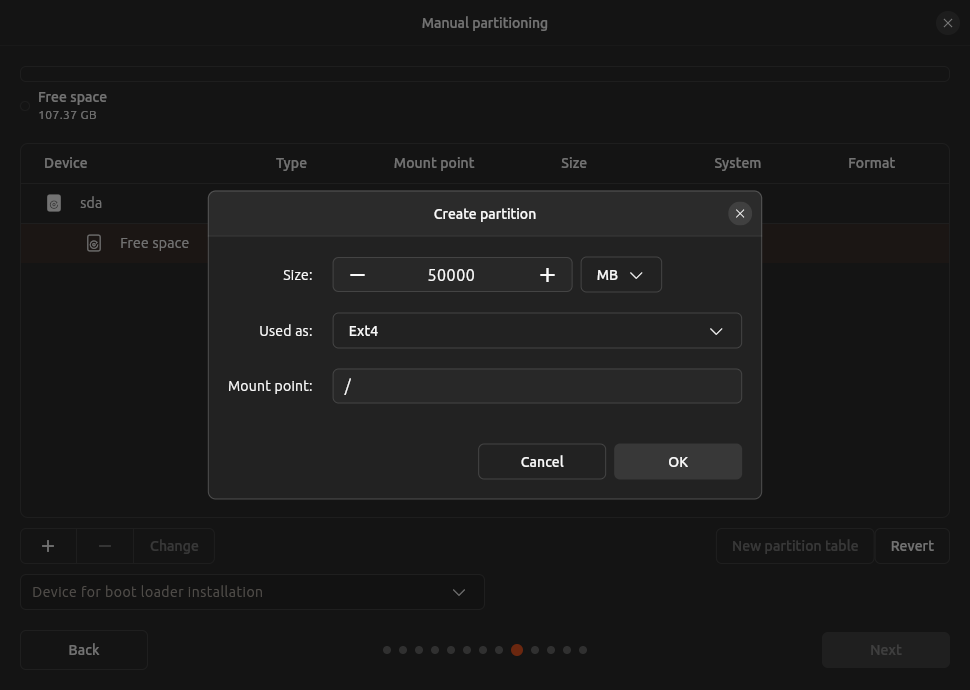 Manual partitioning
Free space
107.37 GB
Device Type Mount point Size System Format
sda
Free space
Create partition
Size: 50000 MB
Used as: Ext4
Mount point: /
Cancel OK
Change New partition table Revert
Device for boot loader installation
Back Next